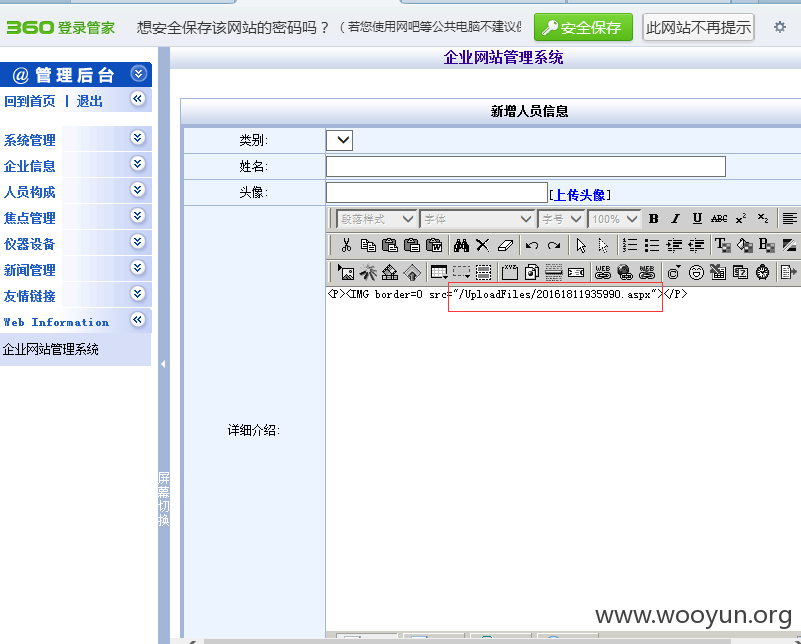 360 登录管家 想安全保存该网站的密码吗？（若您使用网吧等公共电脑不建议 安全保存 此网站不再提示
企业网站管理系统
@管理后台
回到首页 | 退出
系统管理
企业信息
人员构成
焦点管理
仪器设备
新闻管理
友情链接
Web Information
企业网站管理系统
屏幕切换
新增人员信息
类别:
姓名:
头像: [上传头像]
段落样式 字体 字号 100% B I U ABC x² x₂
详细介绍:
<P><IMG border=0 src="/UploadFiles/20161811935990.aspx"></P>
www.wooyun.org